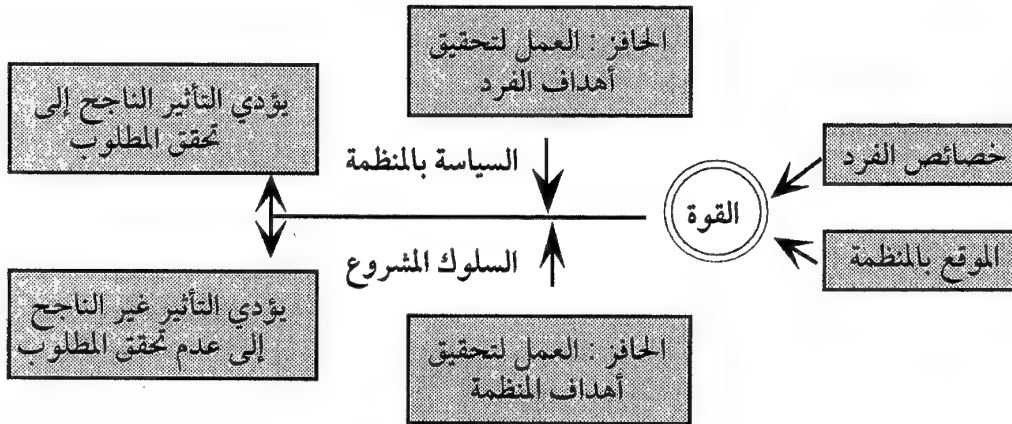 الحافز : العمل لتحقيق
أهداف الفرد
خصائص الفرد
القوة
الموقع بالمنظمة
السياسة بالمنظمة
السلوك المشروع
الحافز : العمل لتحقيق
أهداف المنظمة
يؤدي التأثير الناجح إلى
تحقق المطلوب
يؤدي التأثير غير الناجح
إلى عدم تحقق المطلوب